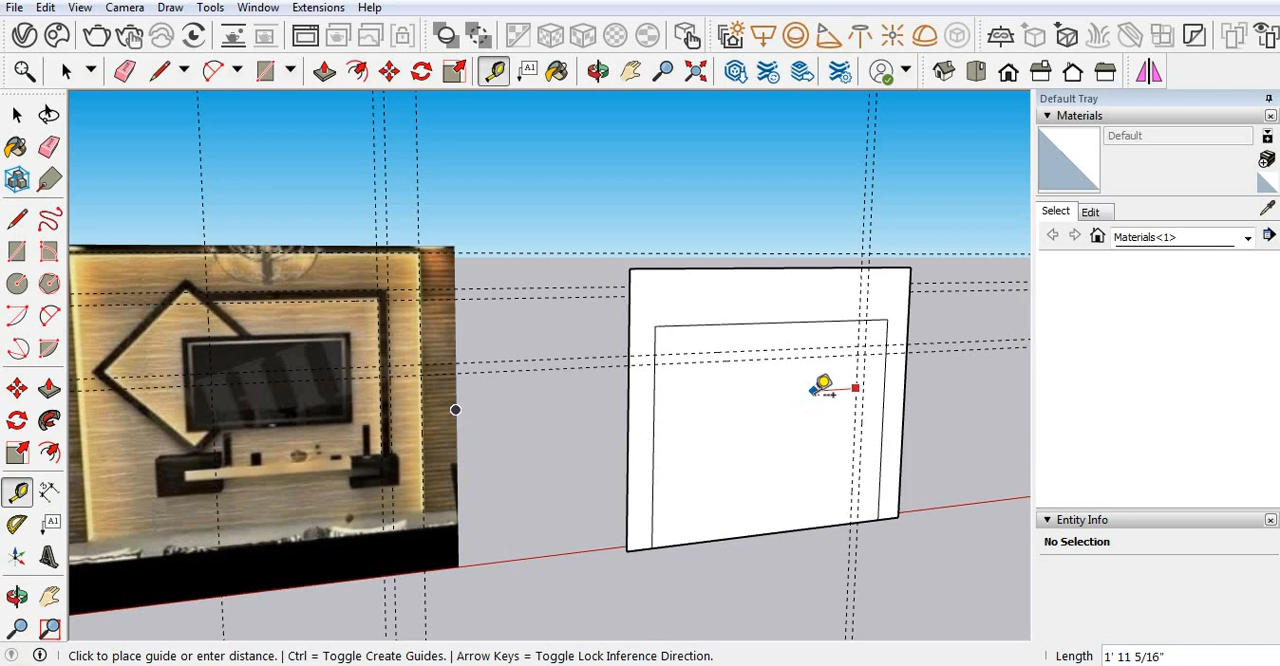 File Edit View Camera Draw Tools Window Extensions Help
A1
Default Tray
Materials
Default
Select Edit
Materials<1>
A1
Entity Info
No Selection
Click to place guide or enter distance. | Ctrl = Toggle Create Guides. | Arrow Keys = Toggle Lock Inference Direction. Length 1' 11 5/16"